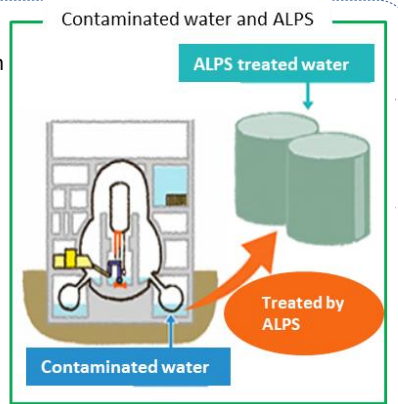 Contaminated water and ALPS
ALPS treated water
Treated by
ALPS
Contaminated water